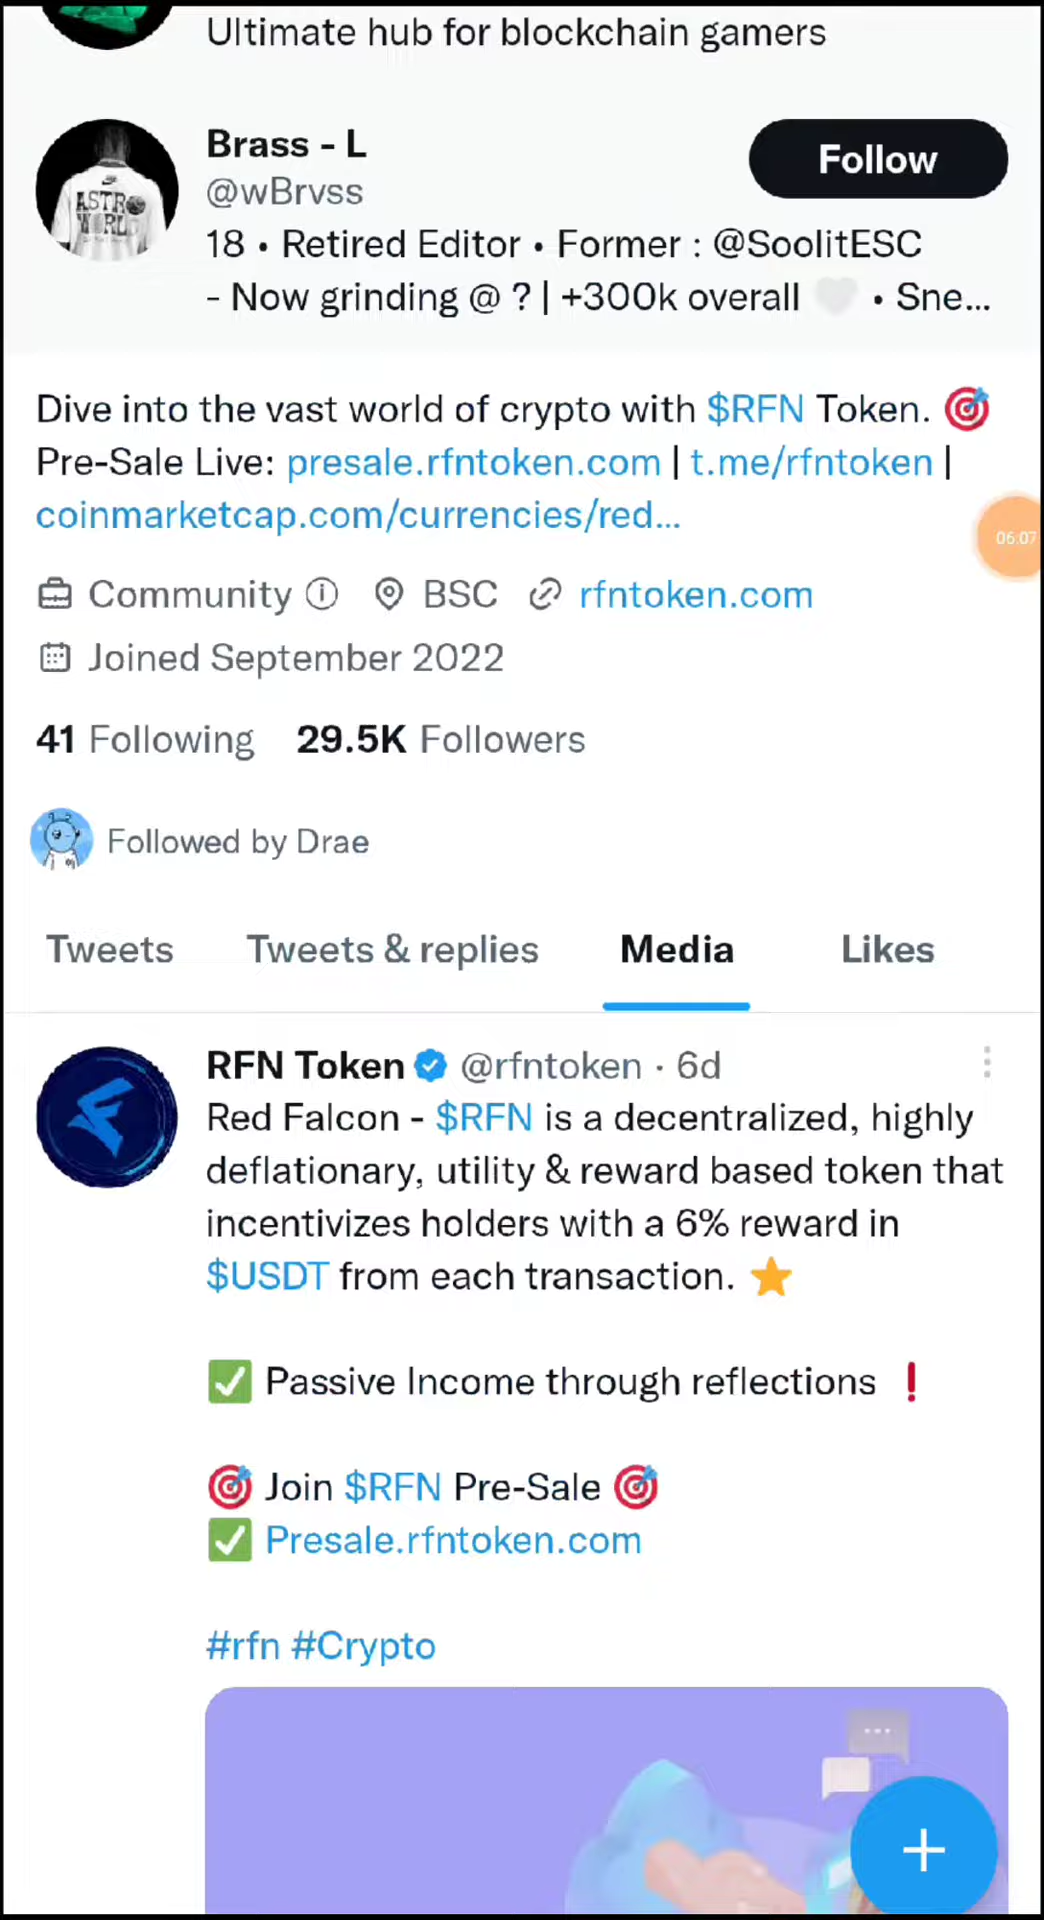 Ultimate hub for blockchain gamers
Brass - L
Follow
@wBrvss
18 • Retired Editor • Former : @SoolitESC
- Now grinding @ ? | +300k overall 🤍 • Sne...
ASTRO
WORLD
Dive into the vast world of crypto with $RFN Token. 🎯
Pre-Sale Live: presale.rfntoken.com | t.me/rfntoken |
coinmarketcap.com/currencies/red...
06:07
Community BSC rfntoken.com
Joined September 2022
41 Following 29.5K Followers
Followed by Drae
Tweets Tweets & replies Media Likes
RFN Token @rfntoken · 6d
Red Falcon - $RFN is a decentralized, highly
deflationary, utility & reward based token that
incentivizes holders with a 6% reward in
$USDT from each transaction. ⭐
✅ Passive Income through reflections ❗
🎯 Join $RFN Pre-Sale 🎯
✅ Presale.rfntoken.com
#rfn #Crypto